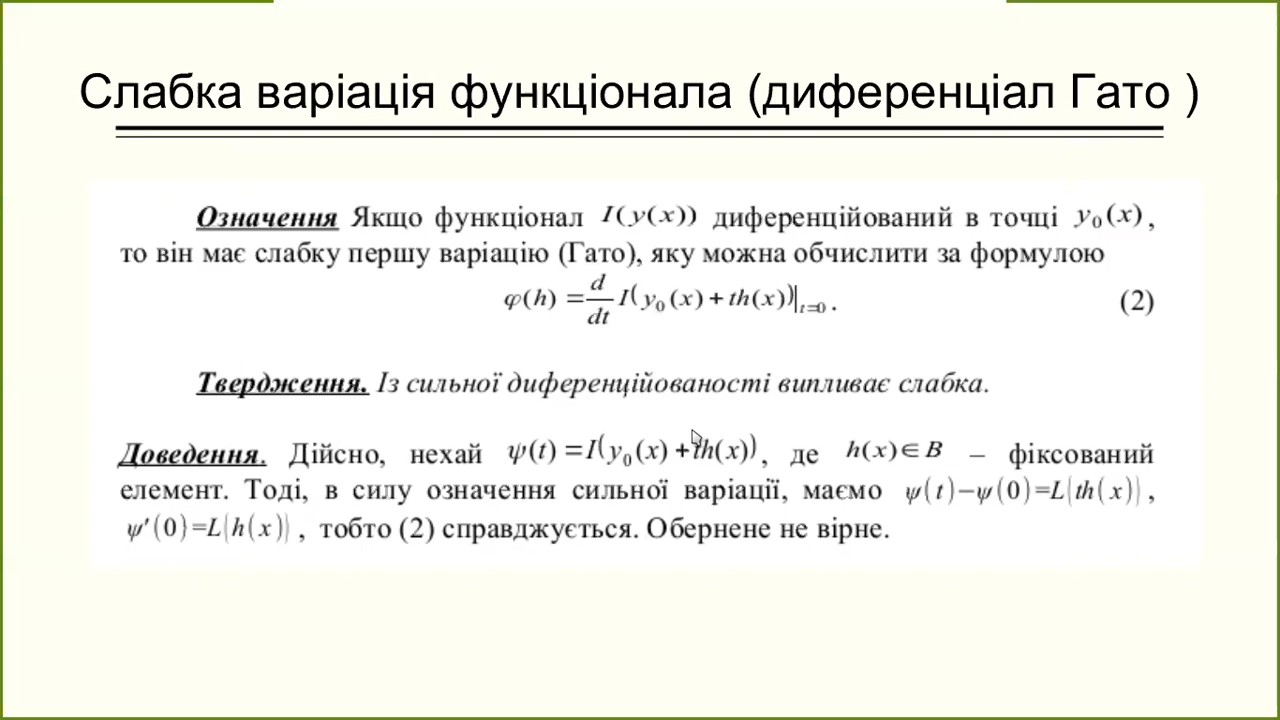 Слабка варіація функціонала (диференціал Гато )
Означення Якщо функціонал I(y(x)) диференційований в точці y₀(x),
то він має слабку першу варіацію (Гато), яку можна обчислити за формулою
φ(h) = d/dt I(y₀(x) + th(x))|ₜ₌₀ . (2)
Твердження. Із сильної диференційованості випливає слабка.
Доведення. Дійсно, нехай ψ(t) = I(y₀(x) + th(x)), де h(x) ∈ B – фіксований
елемент. Тоді, в силу означення сильної варіації, маємо ψ(t)−ψ(0)=L(th(x)),
ψ′(0)=L(h(x)), тобто (2) справджується. Обернене не вірне.